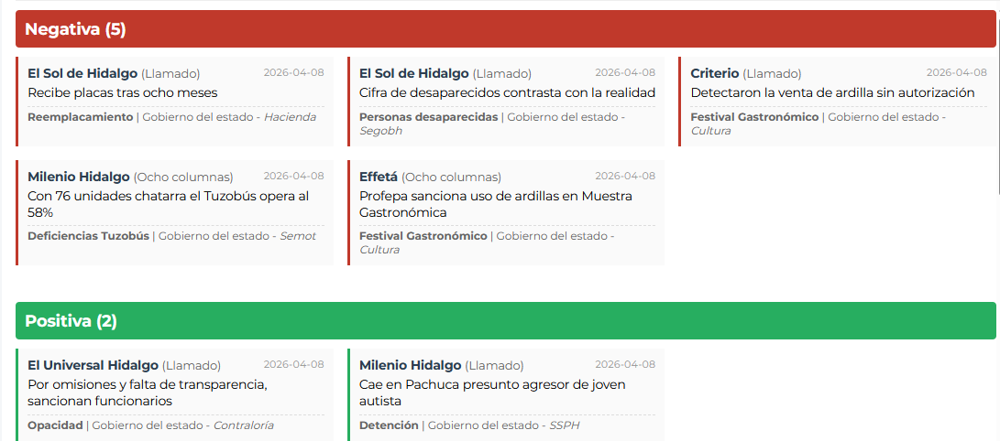 Negativa (5)
El Sol de Hidalgo (Llamado) 2026-04-08
Recibe placas tras ocho meses
Reemplacamiento | Gobierno del estado - Hacienda
El Sol de Hidalgo (Llamado) 2026-04-08
Cifra de desaparecidos contrasta con la realidad
Personas desaparecidas | Gobierno del estado -
Segobh
Criterio (Llamado) 2026-04-08
Detectaron la venta de ardilla sin autorización
Festival Gastronómico | Gobierno del estado -
Cultura
Milenio Hidalgo (Ocho columnas) 2026-04-08
Con 76 unidades chatarra el Tuzobús opera al
58%
Deficiencias Tuzobús | Gobierno del estado - Semot
Effetá (Ocho columnas) 2026-04-08
Profepa sanciona uso de ardillas en Muestra
Gastronómica
Festival Gastronómico | Gobierno del estado -
Cultura
Positiva (2)
El Universal Hidalgo (Llamado) 2026-04-08
Por omisiones y falta de transparencia,
sancionan funcionarios
Opacidad | Gobierno del estado - Contraloría
Milenio Hidalgo (Llamado) 2026-04-08
Cae en Pachuca presunto agresor de joven
autista
Detención | Gobierno del estado - SSPH